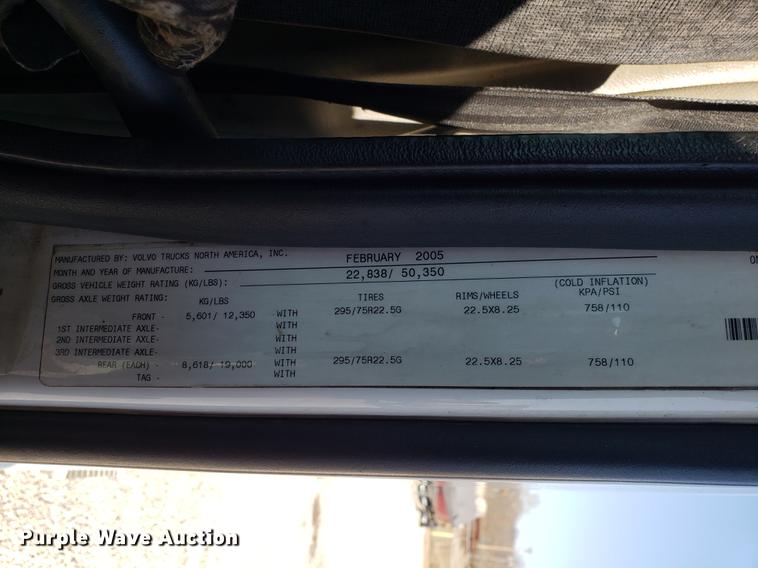 MANUFACTURED BY: VOLVO TRUCKS NORTH AMERICA, INC.
MONTH AND YEAR OF MANUFACTURE: FEBRUARY 2005
GROSS VEHICLE WEIGHT RATING (KG/LBS): 22,838/ 50,350
GROSS AXLE WEIGHT RATING: KG/LBS TIRES RIMS/WHEELS (COLD INFLATION) KPA/PSI
FRONT - 5,601/ 12,350 WITH 295/75R22.5G 22.5X8.25 758/110
1ST INTERMEDIATE AXLE- WITH
2ND INTERMEDIATE AXLE- WITH
3RD INTERMEDIATE AXLE- WITH
REAR (EACH) - 8,618/ 19,000 WITH 295/75R22.5G 22.5X8.25 758/110
TAG - WITH
Purple Wave Auction